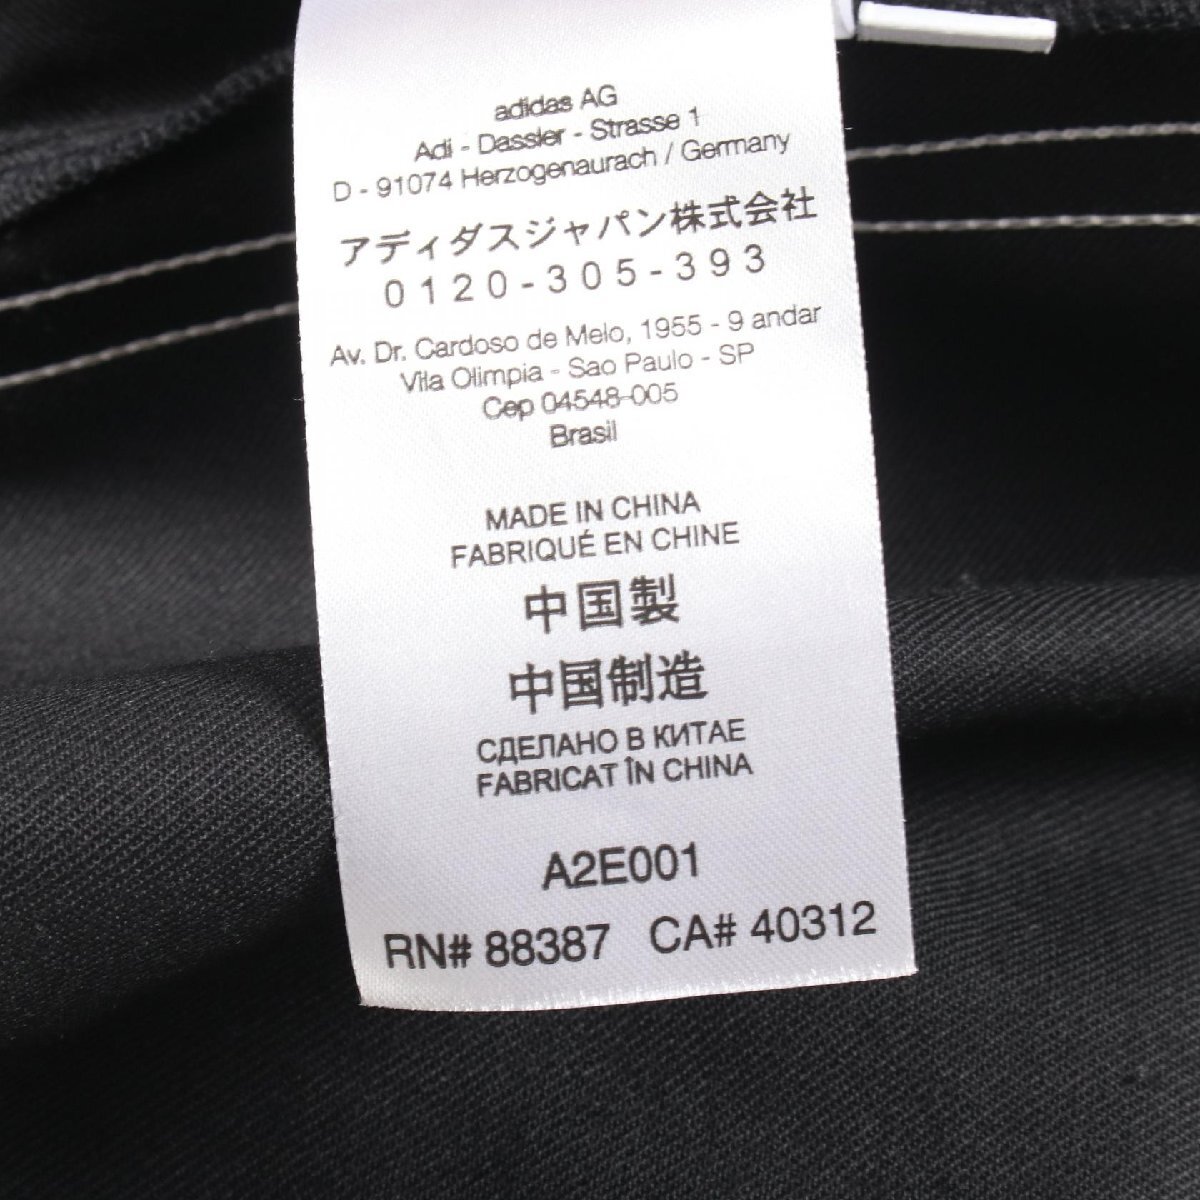 adidas AG
Adi - Dassler - Strasse 1
D - 91074 Herzogenaurach / Germany
アディダスジャパン株式会社
0120-305-393
Av. Dr. Cardoso de Melo, 1955 - 9 andar
Vila Olimpia - Sao Paulo - SP
Cep 04548-005
Brasil
MADE IN CHINA
FABRIQUÉ EN CHINE
中国製
中国制造
СДЕЛАНО В КИТАЕ
FABRICAT ÎN CHINA
A2E001
RN# 88387 CA# 40312